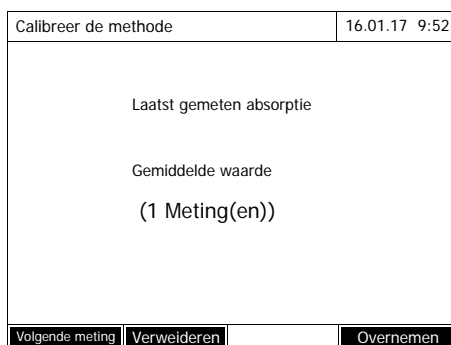 Calibreer de methode 16.01.17 9:52
Laatst gemeten absorptie
Gemiddelde waarde
(1 Meting(en))
Volgende meting Verweideren Overnemen